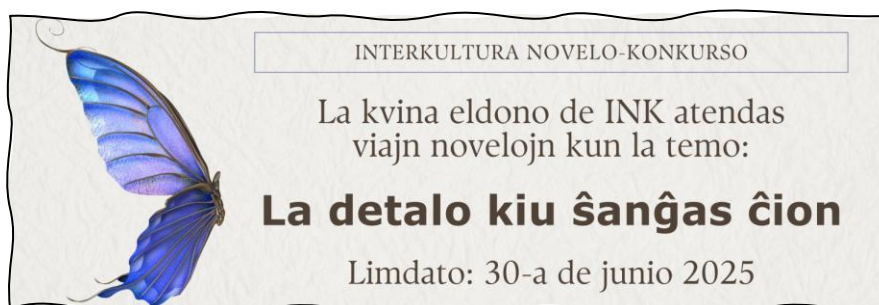 INTERKULTURA NOVELO-KONKURSO
La kvina eldono de INK atendas
viajn novelojn kun la temo:
La detalo kiu ŝanĝas ĉion
Limdato: 30-a de junio 2025